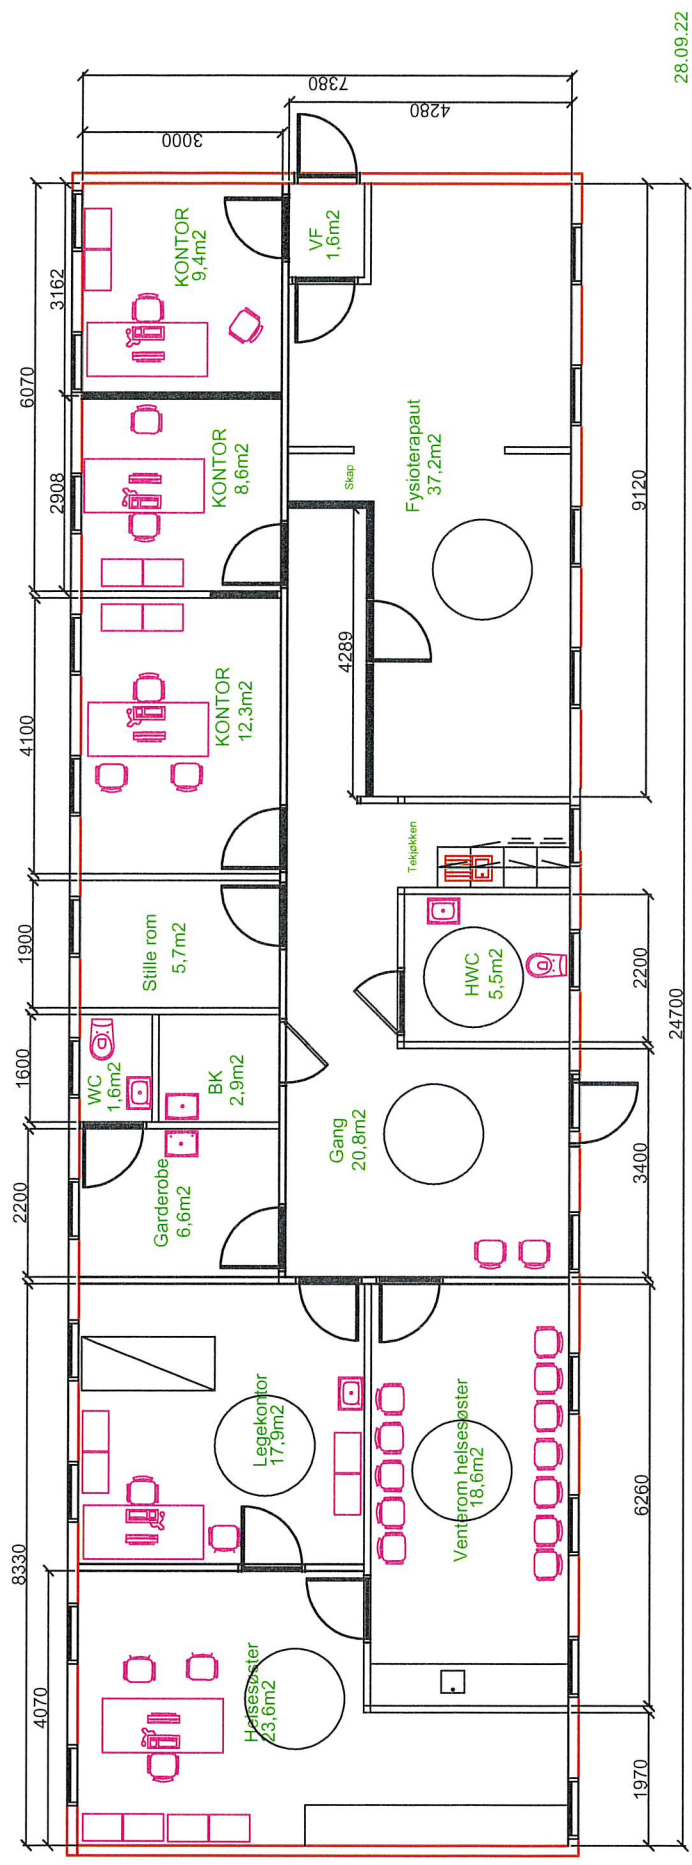 28.09.22
7380
4280
3000
3162
6070
2908
KONTOR
9,4m2
VF
1,6m2
KONTOR
8,6m2
Skap
Fysioterapaut
37,2m2
9120
4289
4100
KONTOR
12,3m2
Tekjøkken
1900
Stille rom
5,7m2
HWC
5,5m2
2200
24700
1600
WC
1,6m2
BK
2,9m2
2200
Garderobe
6,6m2
Gang
20,8m2
3400
8330
Legekontor
17,9m2
Venterom helsesøster
18,6m2
6260
4070
Helsesøster
23,6m2
1970